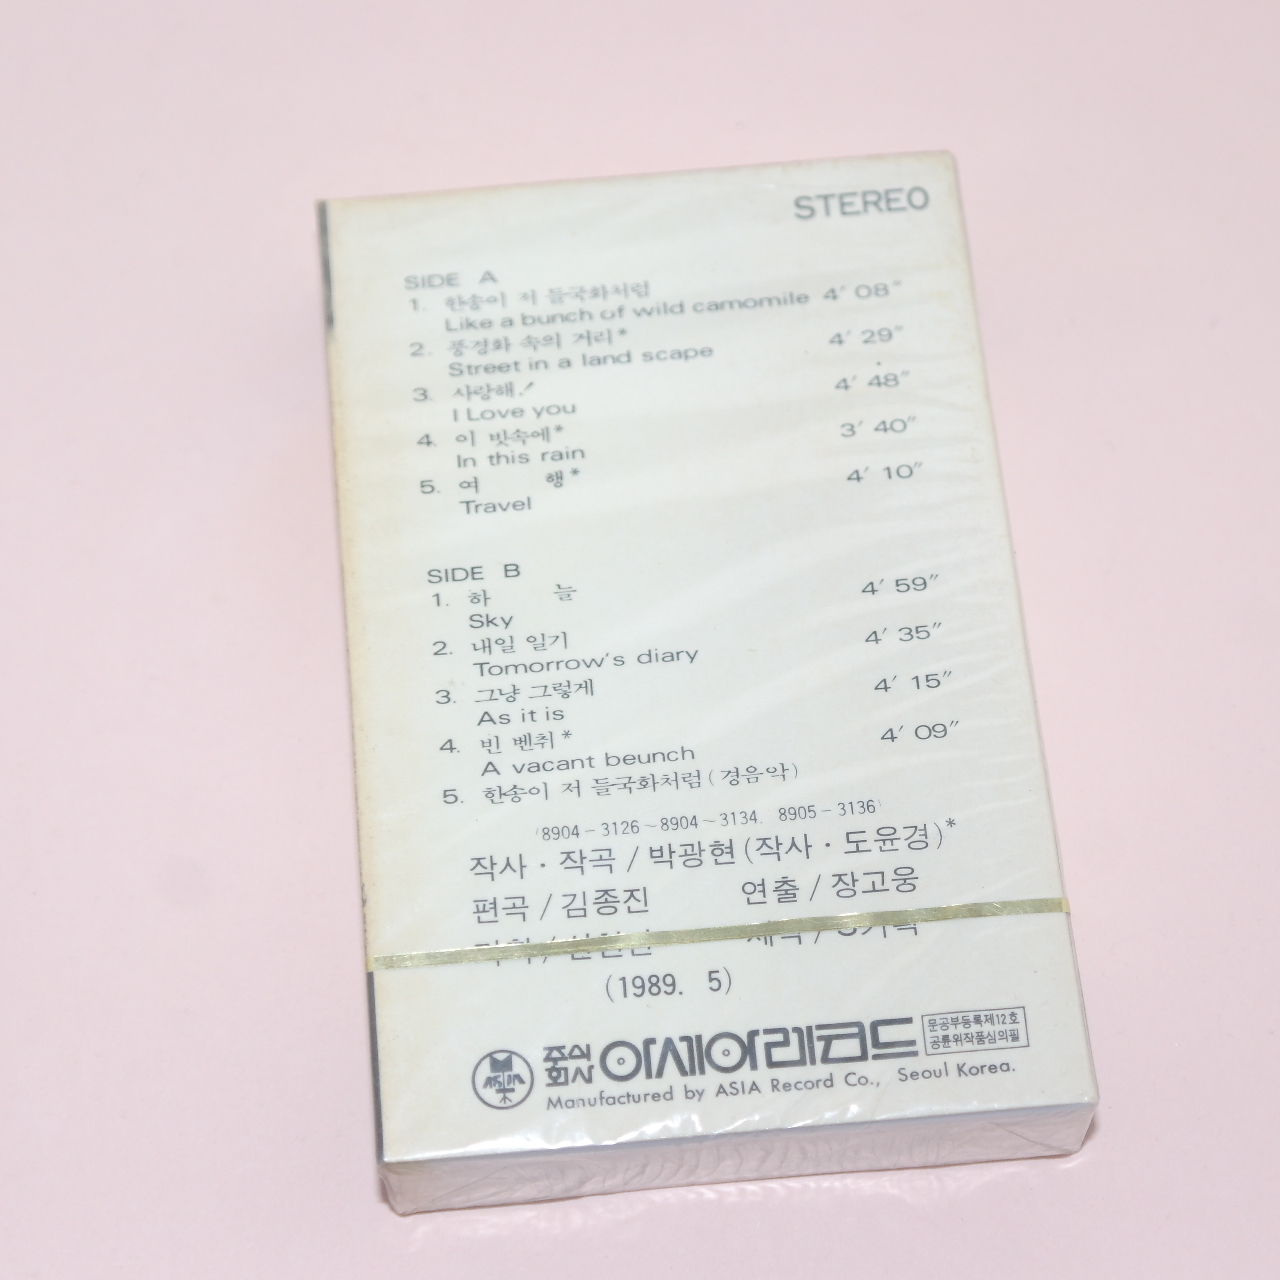 STEREO
SIDE A
1. 한송이 저 들국화처럼
Like a bunch of wild camomile 4′ 08″
2. 풍경화 속의 거리*
Street in a land scape 4′ 29″
3. 사랑해!
I Love you 4′ 48″
4. 이 빗속에*
In this rain 3′ 40″
5. 여 행*
Travel 4′ 10″
SIDE B
1. 하 늘 4′ 59″
Sky
2. 내일 일기 4′ 35″
Tomorrow's diary
3. 그냥 그렇게 4′ 15″
As it is
4. 빈 벤취* 4′ 09″
A vacant beunch
5. 한송이 저 들국화처럼(경음악)
(8904-3126~8904~3134. 8905-3136)
작사·작곡/박광현(작사·도윤경)*
편곡/김종진 연출/장고웅
(1989. 5)
ASIA
주식회사 아세아레코드
문공부등록제12호
공륜위작품심의필
Manufactured by ASIA Record Co., Seoul Korea.